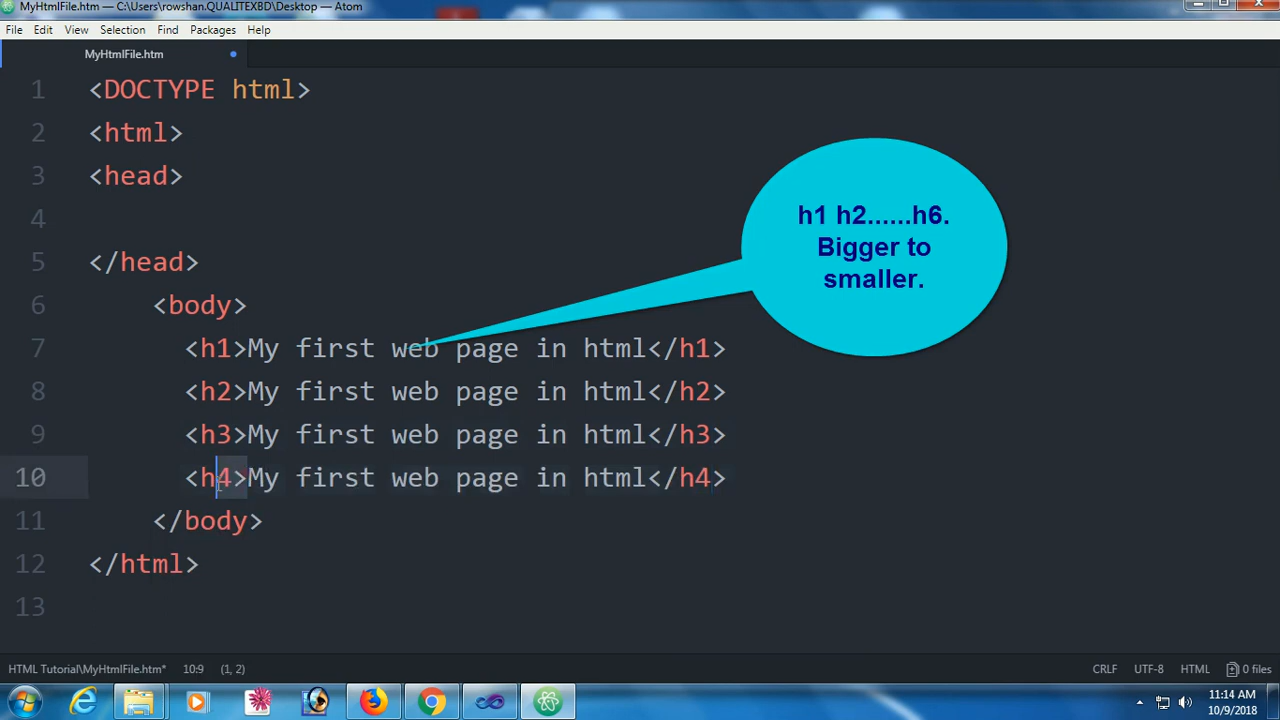 MyHtmlFile.htm — C:\Users\rowshan.QUALITEXBD\Desktop — Atom
File Edit View Selection Find Packages Help
MyHtmlFile.htm
1 <DOCTYPE html>
2 <html>
3 <head>
4
5 </head>
6 <body>
7 <h1>My first web page in html</h1>
8 <h2>My first web page in html</h2>
9 <h3>My first web page in html</h3>
10 <h4>My first web page in html</h4>
11 </body>
12 </html>
13
h1 h2......h6.
Bigger to
smaller.
HTML Tutorial\MyHtmlFile.htm* 10:9 (1, 2) CRLF UTF-8 HTML 0 files
11:14 AM
10/9/2018